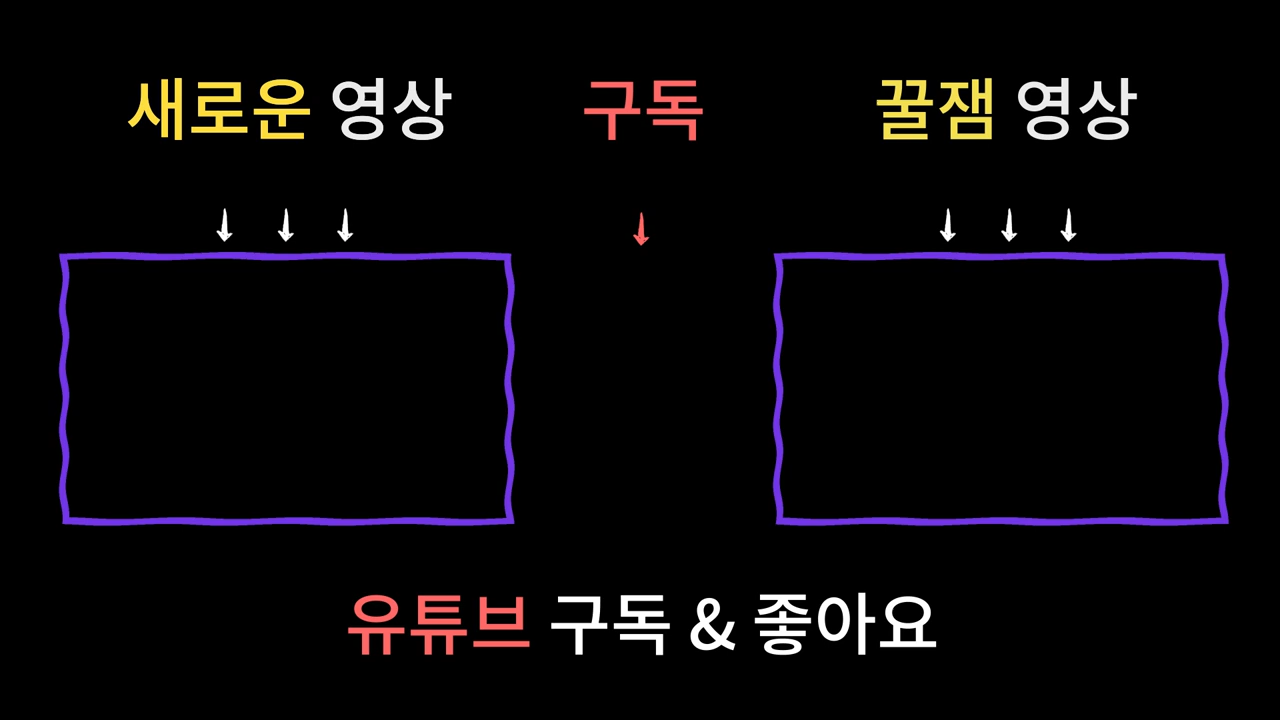 새로운 영상
구독
꿀잼 영상
유튜브 구독 & 좋아요